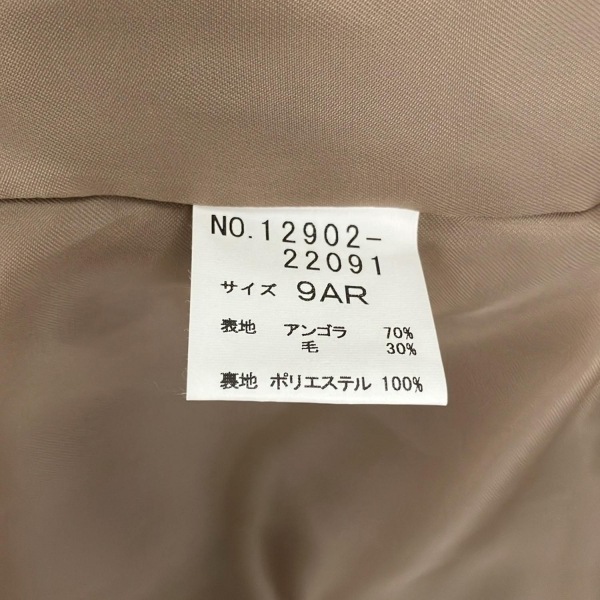 NO.12902-
22091
サイズ 9AR
表地 アンゴラ 70%
毛 30%
裏地 ポリエステル 100%